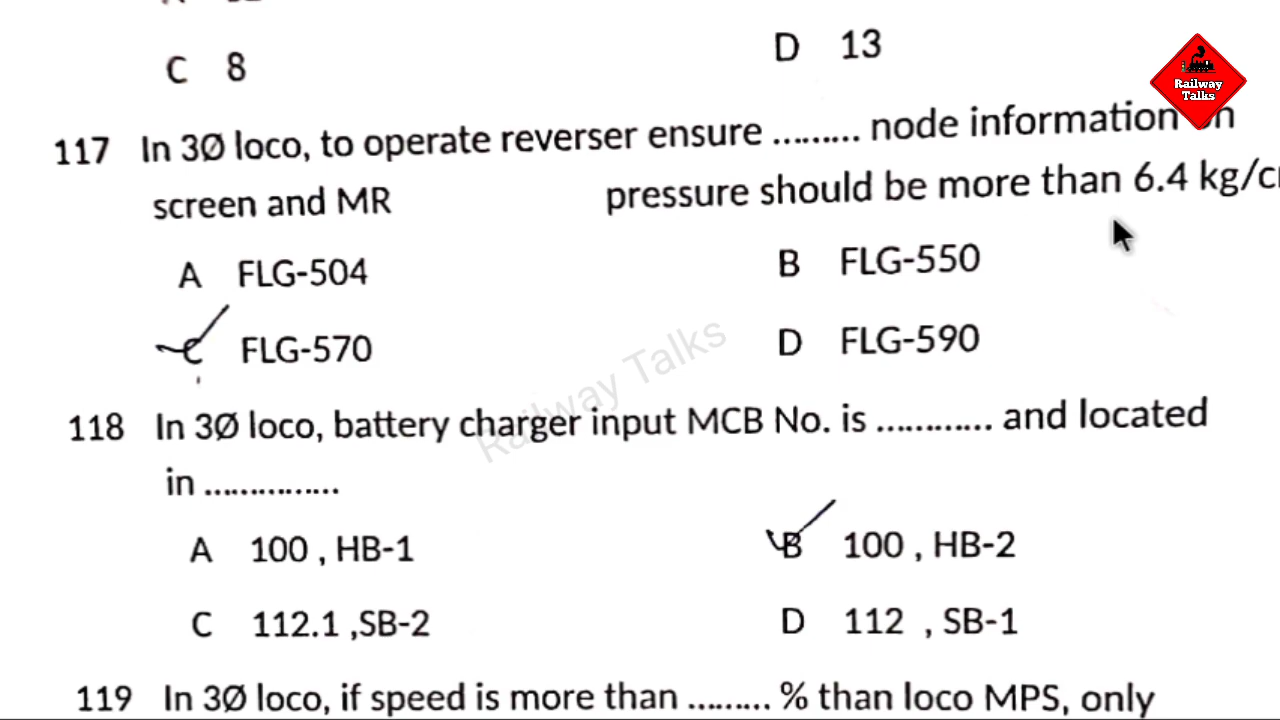 C 8 D 13
Railway
Talks
117 In 3Ø loco, to operate reverser ensure ......... node information
screen and MR pressure should be more than 6.4
A FLG-504 B FLG-550
C FLG-570 D FLG-590
Railway Talks
118 In 3Ø loco, battery charger input MCB No. is ............ and located
in ...............
A 100 , HB-1 B 100 , HB-2
C 112.1 ,SB-2 D 112 , SB-1
119 In 3Ø loco, if speed is more than ......... % than loco MPS, only